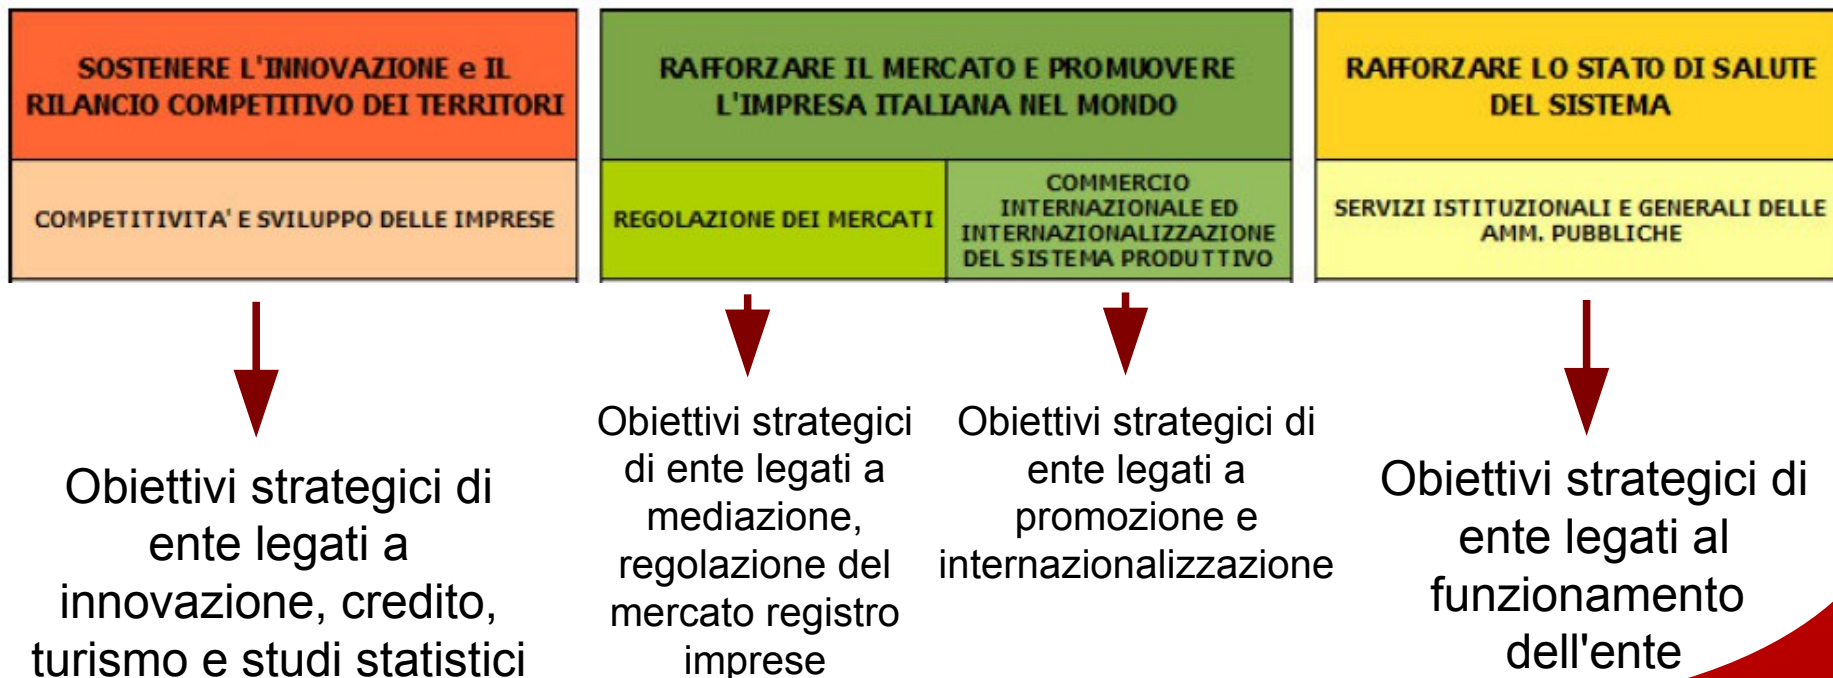 SOSTENERE L'INNOVAZIONE e IL
RILANCIO COMPETITIVO DEI TERRITORI
COMPETITIVITA' E SVILUPPO DELLE IMPRESE
RAFFORZARE IL MERCATO E PROMUOVERE
L'IMPRESA ITALIANA NEL MONDO
REGOLAZIONE DEI MERCATI
COMMERCIO
INTERNAZIONALE ED
INTERNAZIONALIZZAZIONE
DEL SISTEMA PRODUTTIVO
RAFFORZARE LO STATO DI SALUTE
DEL SISTEMA
SERVIZI ISTITUZIONALI E GENERALI DELLE
AMM. PUBBLICHE
Obiettivi strategici di
ente legati a
innovazione, credito,
turismo e studi statistici
Obiettivi strategici
di ente legati a
mediazione,
regolazione del
mercato registro
imprese
Obiettivi strategici di
ente legati a
promozione e
internazionalizzazione
Obiettivi strategici di
ente legati al
funzionamento
dell'ente